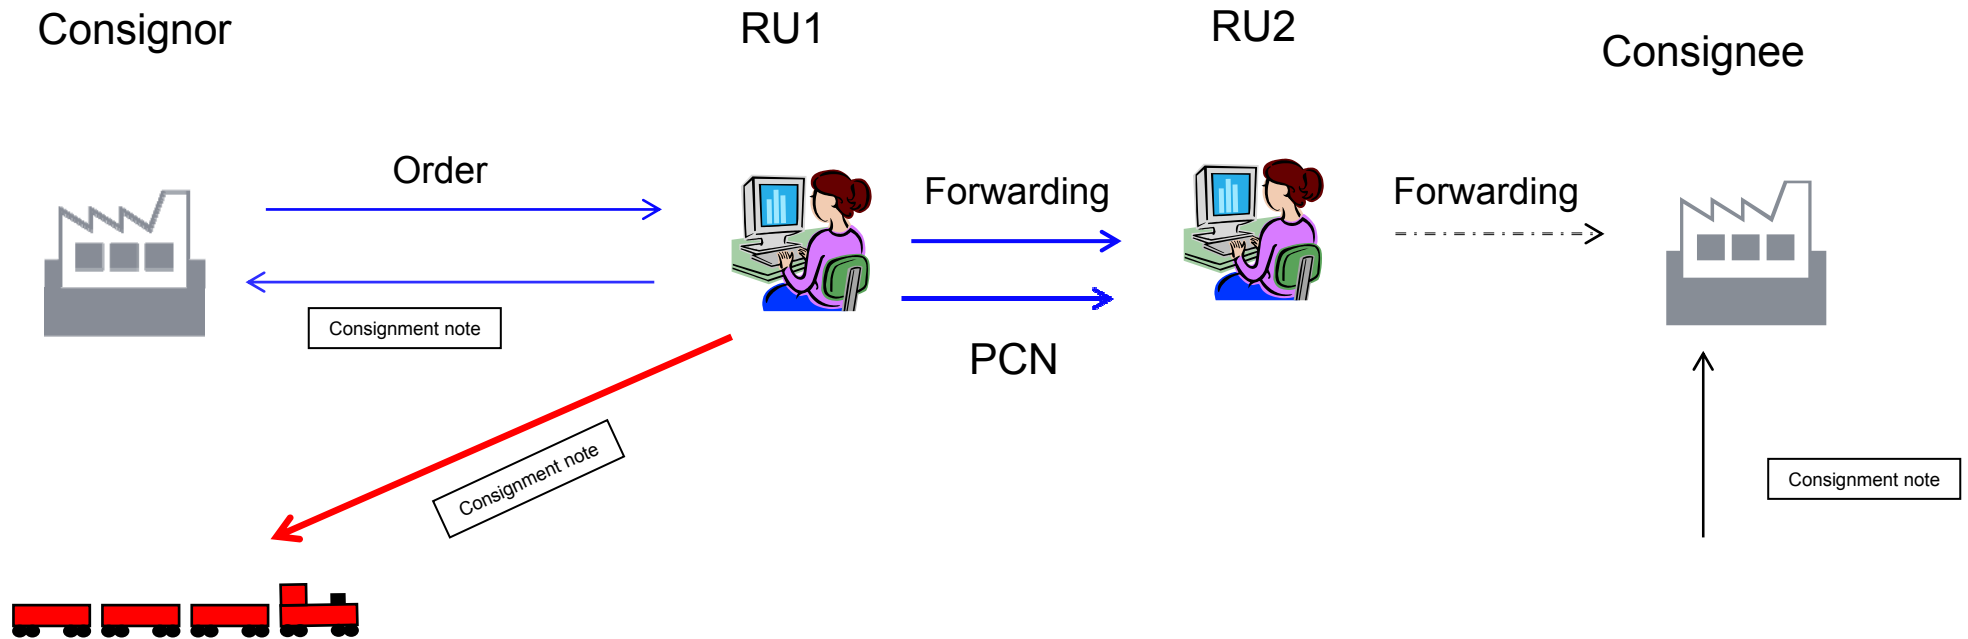 Consignor
RU1
RU2
Consignee
Order
Forwarding
Forwarding
Consignment note
PCN
Consignment note
Consignment note